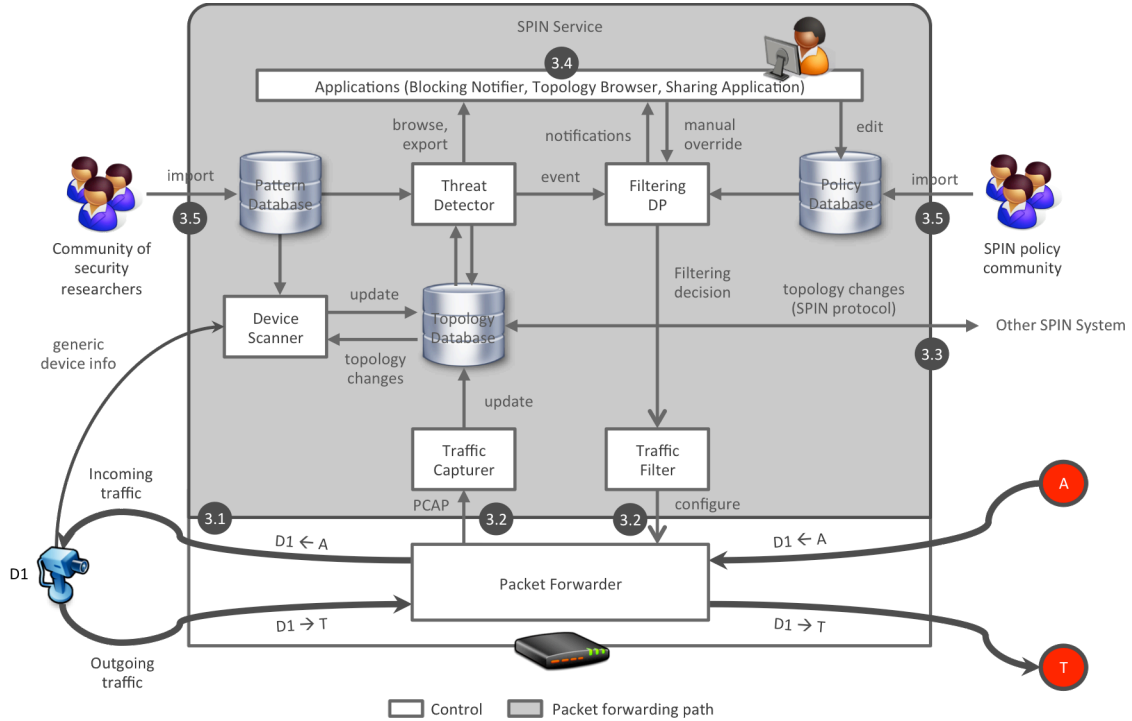 SPIN Service
3.4
Applications (Blocking Notifier, Topology Browser, Sharing Application)
browse,
export
notifications
manual
override
edit
import
Pattern
Database
Threat
Detector
event
Filtering
DP
Policy
Database
import
3.5
3.5
Community of
security
researchers
SPIN policy
community
Device
Scanner
update
Topology
Database
topology
changes
Filtering
decision
topology changes
(SPIN protocol)
Other SPIN System
3.3
generic
device info
update
Traffic
Capturer
Traffic
Filter
Incoming
traffic
A
PCAP
configure
3.1
3.2
3.2
D1 ← A
D1 ← A
D1
Packet Forwarder
D1 → T
D1 → T
Outgoing
traffic
T
Control
Packet forwarding path